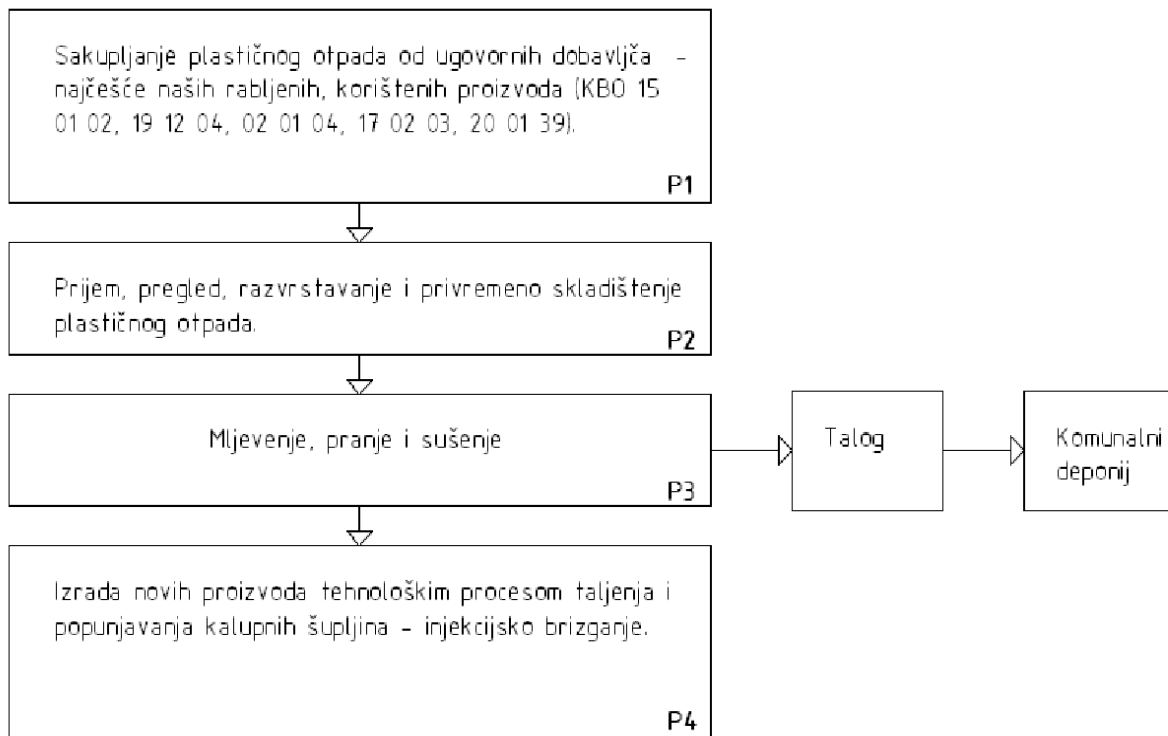 Sakupljanje plastičnog otpada od ugovornih dobavljča -
najčešće naših rabljenih, korištenih proizvoda (KBO 15
01 02, 19 12 04, 02 01 04, 17 02 03, 20 01 39).
P1
Prijem, pregled, razvrstavanje i privremeno skladištenje
plastičnog otpada.
P2
Mljevenje, pranje i sušenje
P3
Talog
Komunalni
deponij
Izrada novih proizvoda tehnološkim procesom taljenja i
popunjavanja kalupnih šupljina - injekcijsko brizganje.
P4